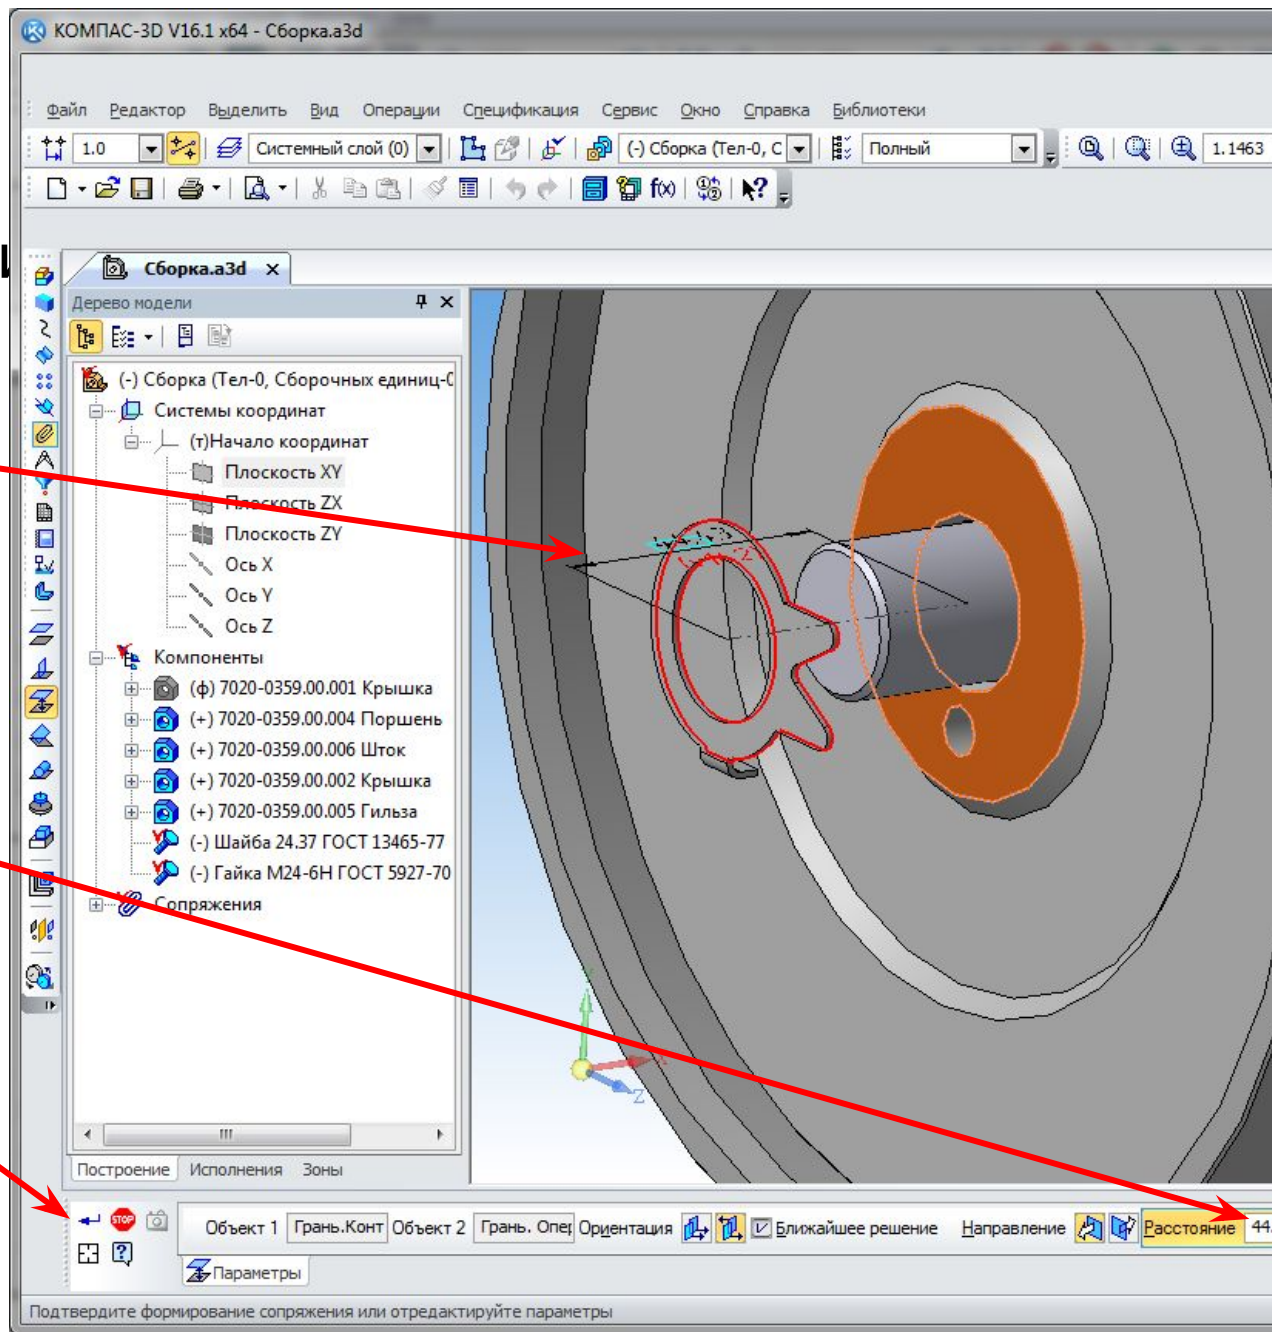 КОМПАС-3D V16.1 x64 - Сборка.a3d
Файл Редактор Выделить Вид Операции Спецификация Сервис Окно Справка Библиотеки
1.0 Системный слой (0) (-) Сборка (Тел-0, С Полный 1.1463
f(x)
Сборка.a3d
Дерево модели
(-) Сборка (Тел-0, Сборочных единиц-0
Системы координат
(т)Начало координат
Плоскость XY
Плоскость ZX
Плоскость ZY
Ось X
Ось Y
Ось Z
Компоненты
(ф) 7020-0359.00.001 Крышка
(+) 7020-0359.00.004 Поршень
(+) 7020-0359.00.006 Шток
(+) 7020-0359.00.002 Крышка
(+) 7020-0359.00.005 Гильза
(-) Шайба 24.37 ГОСТ 13465-77
(-) Гайка М24-6Н ГОСТ 5927-70
Сопряжения
Y
X
Z
Построение Исполнения Зоны
STOP
Объект 1 Грань.Конт Объект 2 Грань. Опер Ориентация Ближайшее решение Направление Расстояние 44.
Параметры
Подтвердите формирование сопряжения или отредактируйте параметры